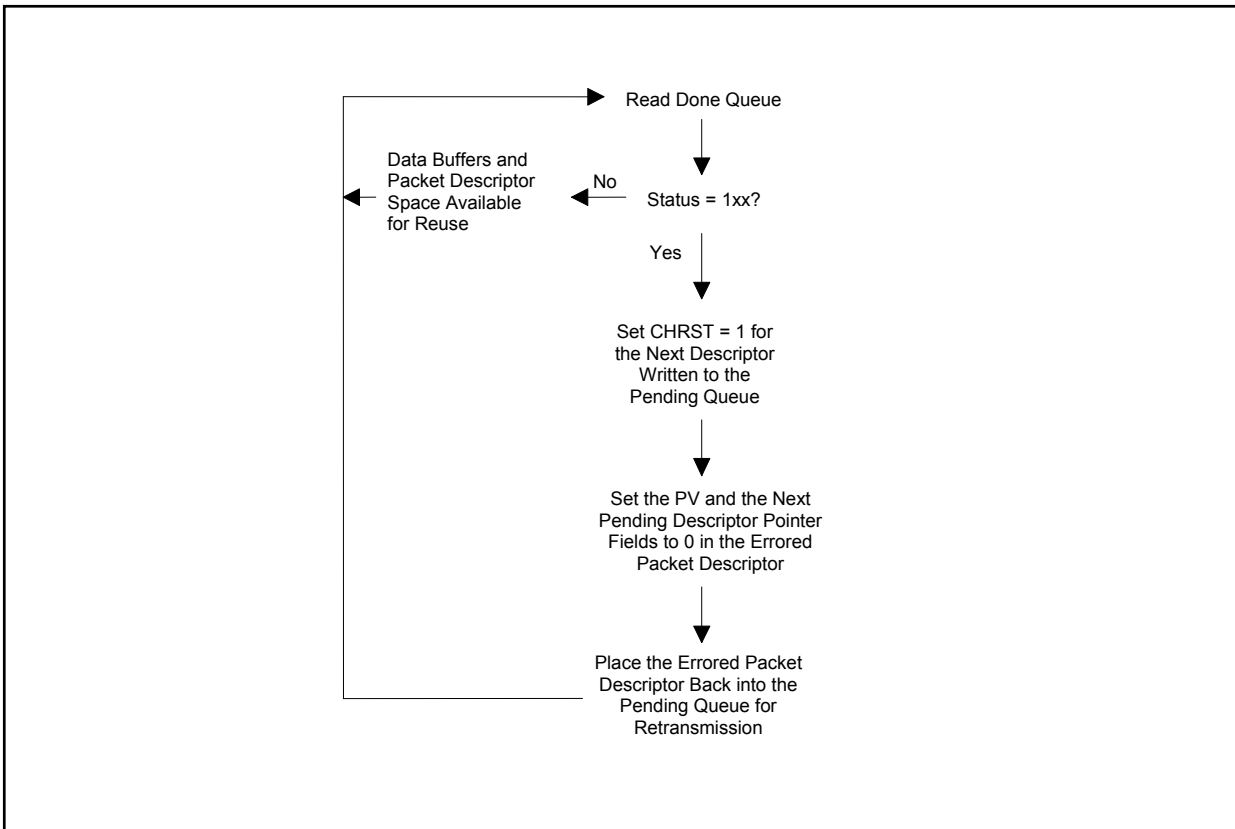 Read Done Queue
Data Buffers and
Packet Descriptor
Space Available
for Reuse
No
Status = 1xx?
Yes
Set CHRST = 1 for
the Next Descriptor
Written to the
Pending Queue
Set the PV and the Next
Pending Descriptor Pointer
Fields to 0 in the Errored
Packet Descriptor
Place the Errored Packet
Descriptor Back into the
Pending Queue for
Retransmission